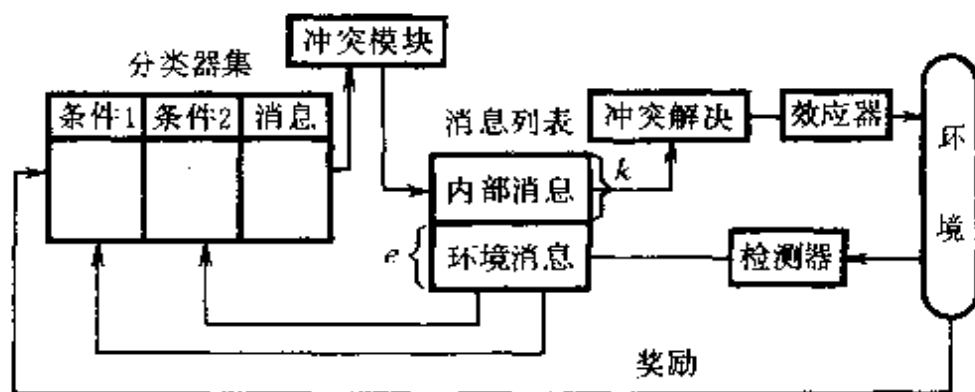 冲突模块
分类器集
条件1 条件2 消息
消息列表
冲突解决
效应器
环境
内部消息
k
e
环境消息
检测器
奖励